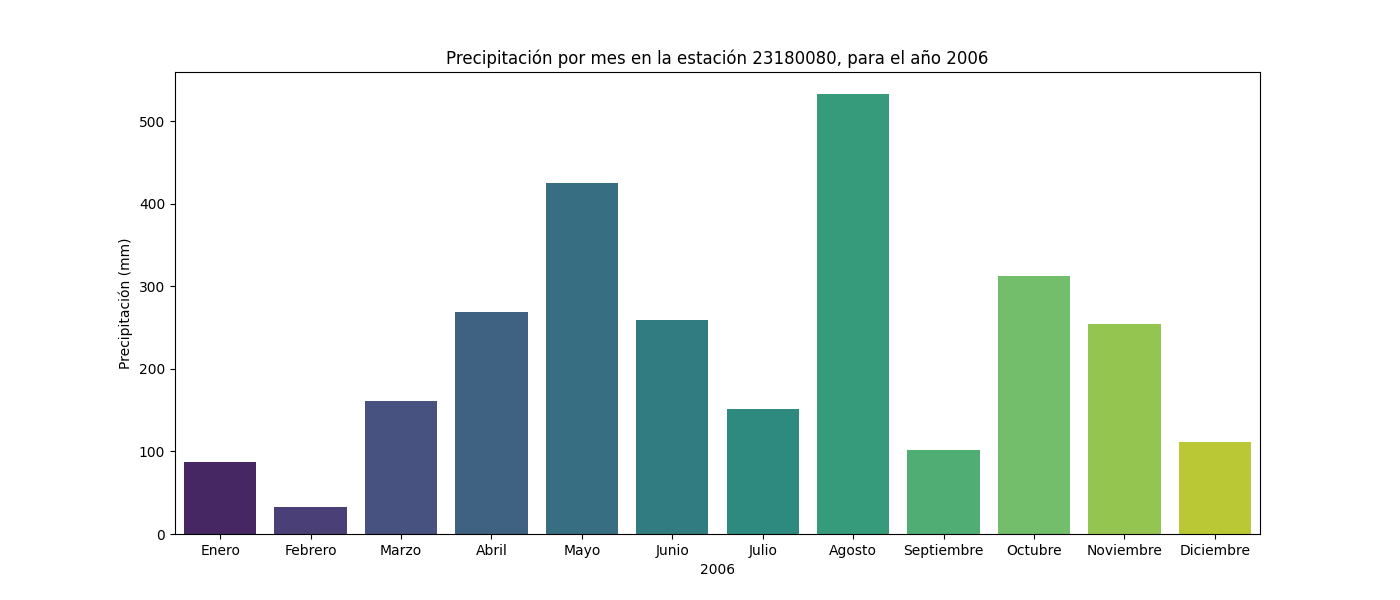 Precipitación por mes en la estación 23180080, para el año 2006
Precipitación (mm)
500
400
300
200
100
0
Enero Febrero Marzo Abril Mayo Junio Julio Agosto Septiembre Octubre Noviembre Diciembre
2006